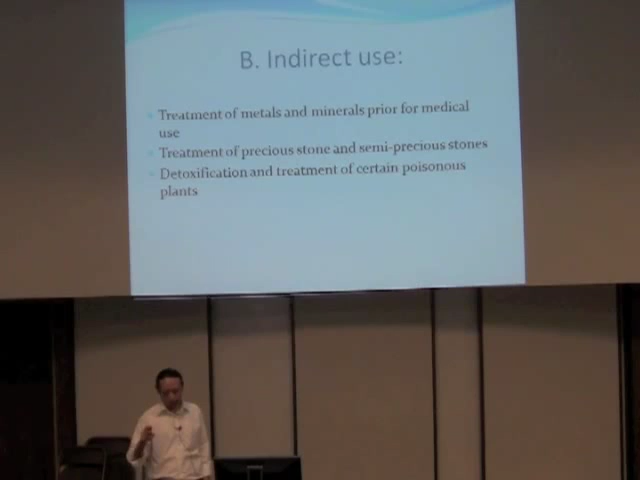 B. Indirect use:
Treatment of metals and minerals prior for medical
use
Treatment of precious stone and semi-precious stones
Detoxification and treatment of certain poisonous
plants